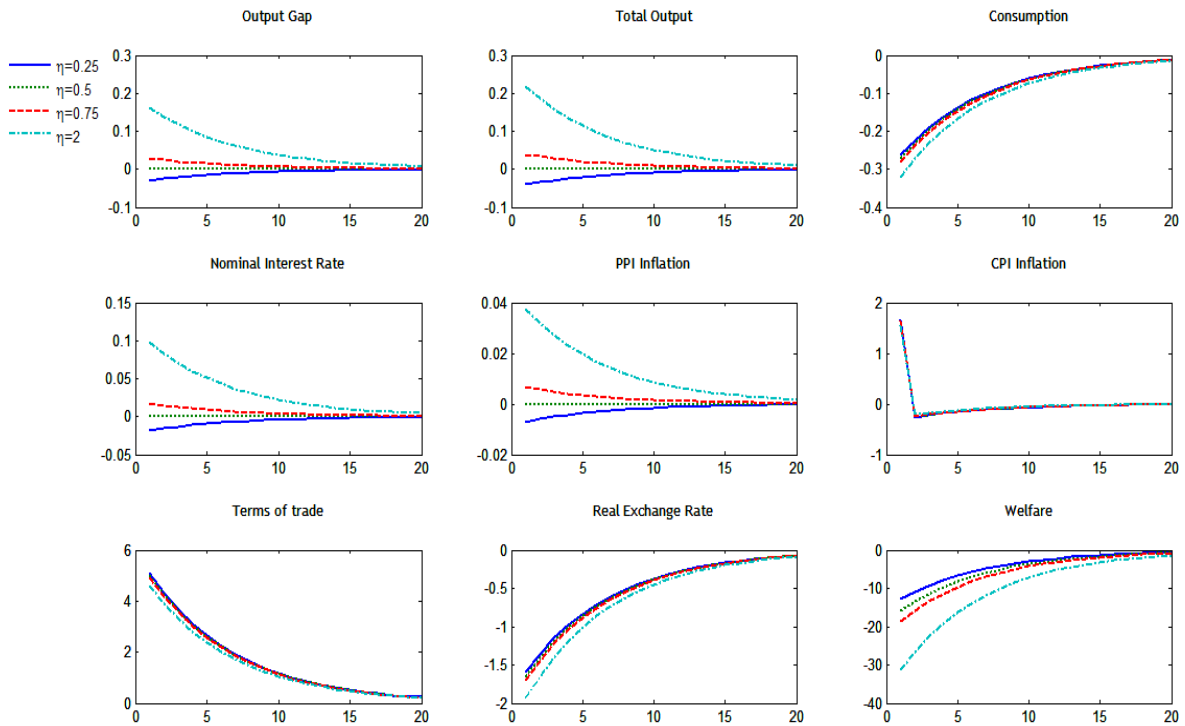 Output Gap
Total Output
Consumption
η=0.25
η=0.5
η=0.75
η=2
0.3
0.2
0.1
0
-0.1
0 5 10 15 20
0.3
0.2
0.1
0
-0.1
0 5 10 15 20
0
-0.1
-0.2
-0.3
-0.4
0 5 10 15 20
Nominal Interest Rate
PPI Inflation
CPI Inflation
0.15
0.1
0.05
0
-0.05
0 5 10 15 20
0.04
0.02
0
-0.02
0 5 10 15 20
2
1
0
-1
0 5 10 15 20
Terms of trade
Real Exchange Rate
Welfare
6
4
2
0
0 5 10 15 20
0
-0.5
-1
-1.5
-2
0 5 10 15 20
0
-10
-20
-30
-40
0 5 10 15 20